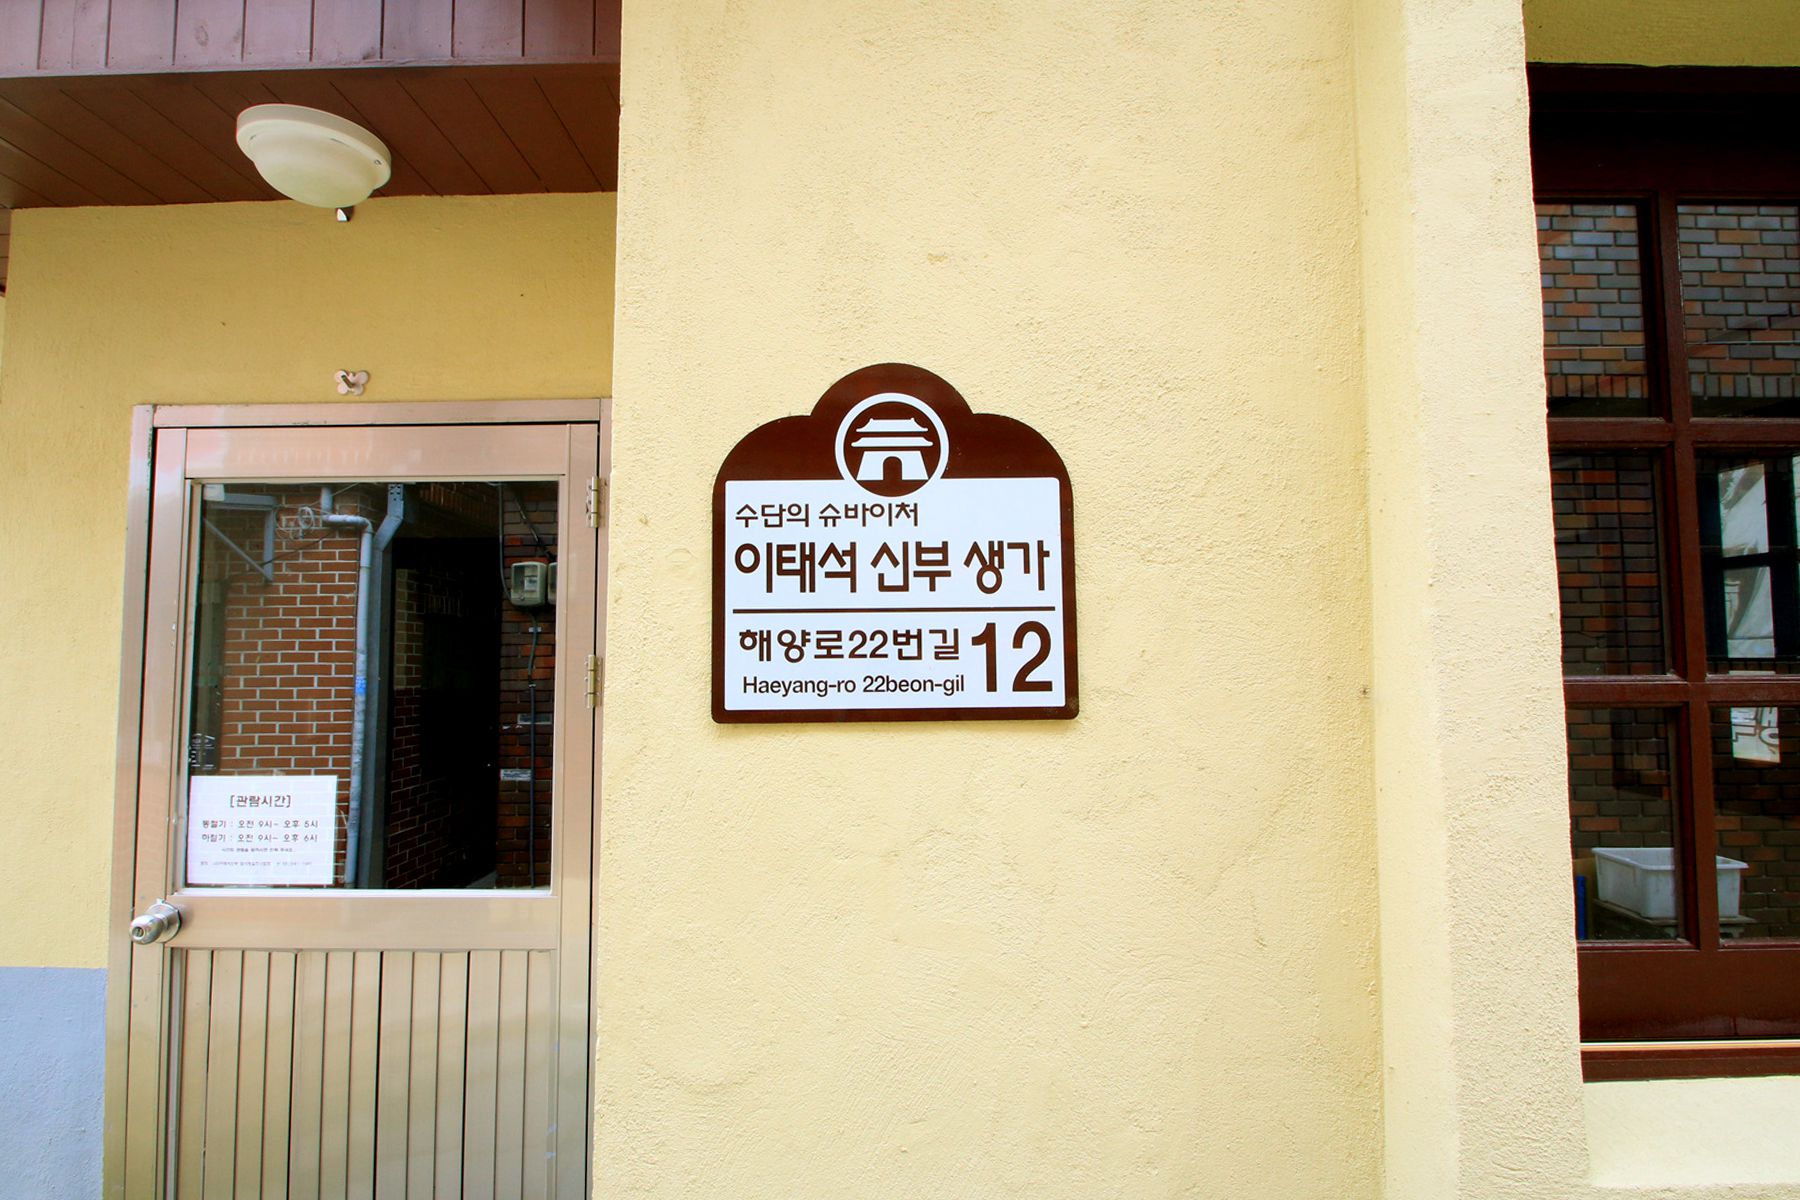 수단의 슈바이처
이태석 신부 생가
해양로22번길 12
Haeyang-ro 22beon-gil
[관람시간]
동절기 : 오전 9시~ 오후 5시
하절기 : 오전 9시~ 오후 6시